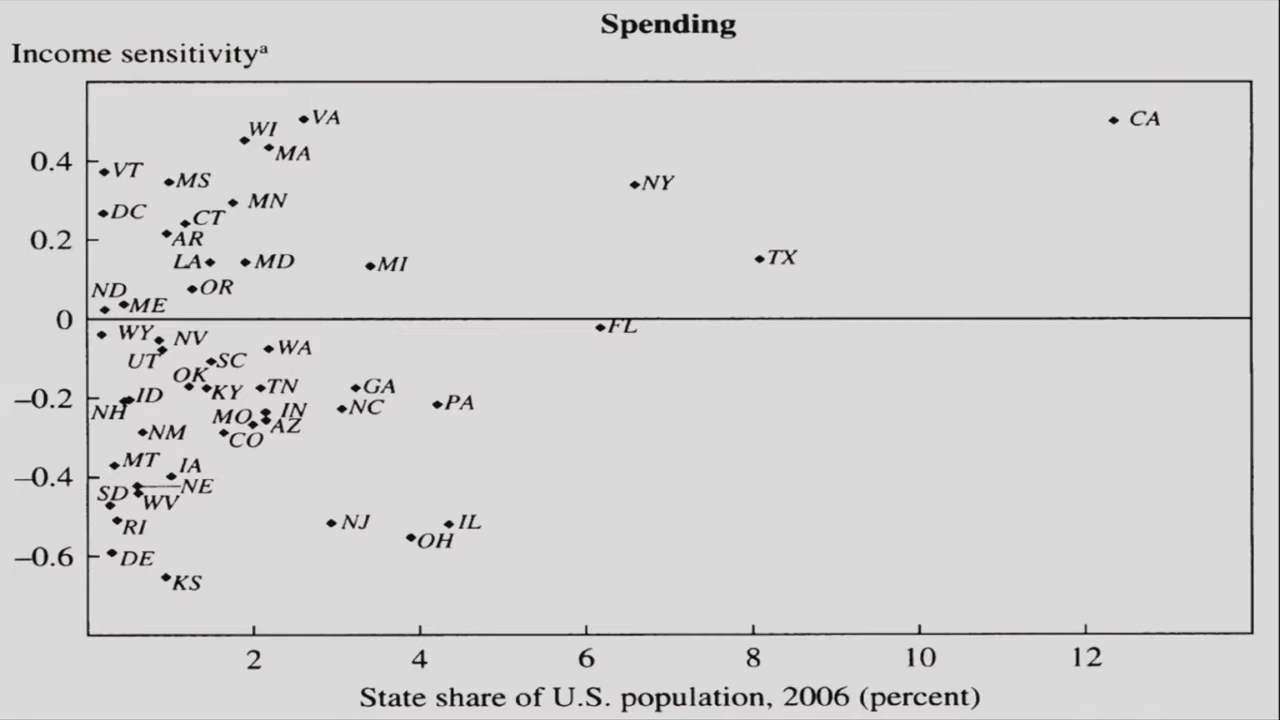 Spending
Income sensitivityᵃ
VA
WI
CA
MA
0.4
VT
MS
NY
MN
DC
CT
0.2
AR
LA
MD
MI
TX
OR
ND
ME
0
FL
WY
NV
WA
UT
SC
OK
TN
GA
ID
KY
–0.2
NH
MO
IN
NC
PA
AZ
NM
CO
MT
IA
–0.4
NE
SD
WV
RI
NJ
IL
OH
–0.6
DE
KS
2 4 6 8 10 12
State share of U.S. population, 2006 (percent)